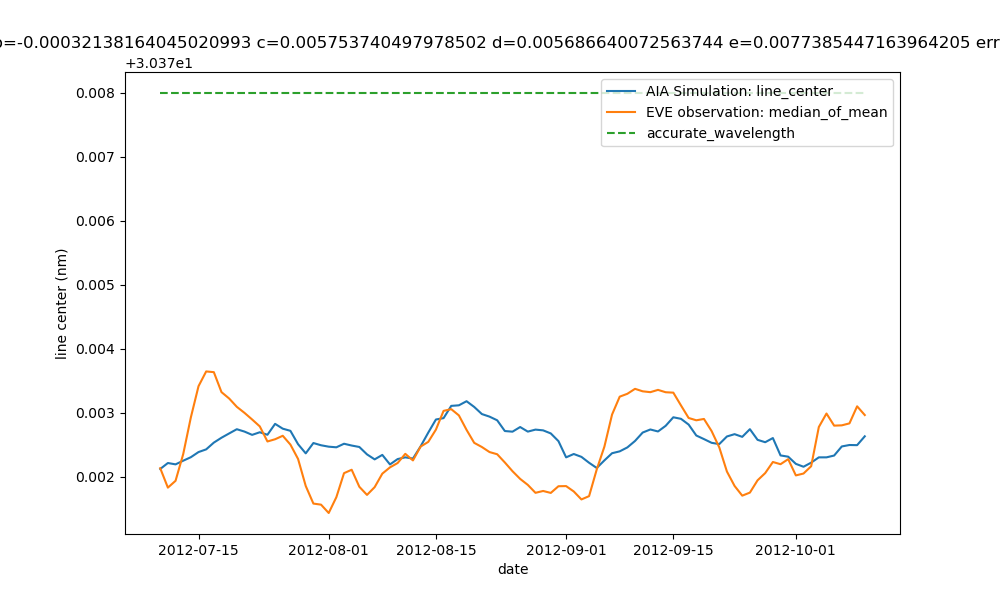 =-0.00032138164045020993 c=0.005753740497978502 d=0.005686640072563744 e=0.0077385447163964205 err
+3.037e1
0.008
0.007
0.006
0.005
0.004
0.003
0.002
line center (nm)
AIA Simulation: line_center
EVE observation: median_of_mean
accurate_wavelength
2012-07-15 2012-08-01 2012-08-15 2012-09-01 2012-09-15 2012-10-01
date